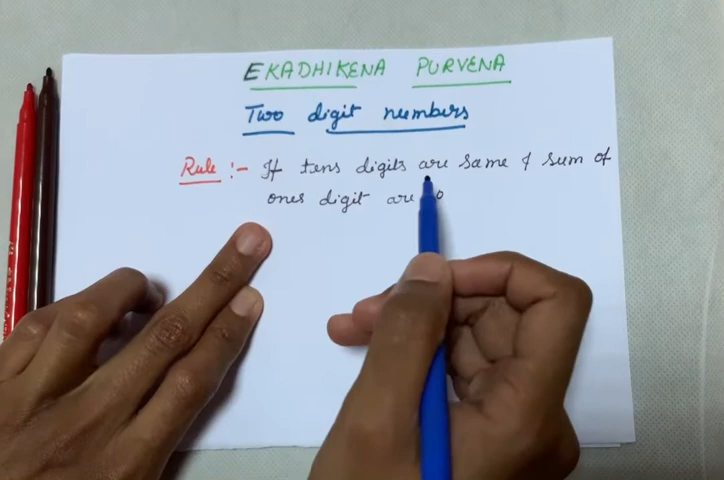 EKADHIKENA PURVENA
Two digit numbers
Rule :- If tens digits are same & sum of
ones digit are